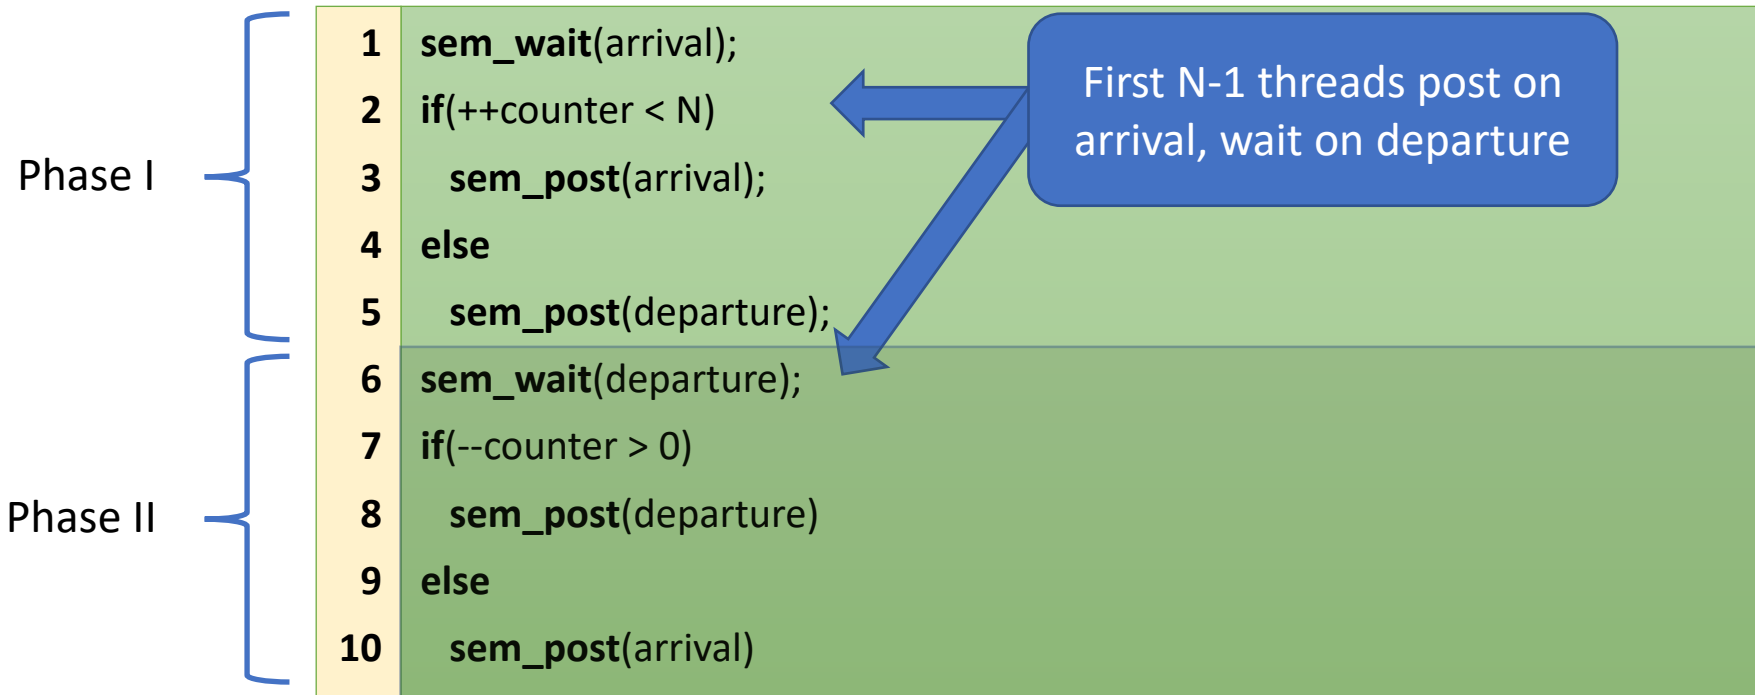 Phase I
1 sem_wait(arrival);
2 if(++counter < N)
3 sem_post(arrival);
4 else
5 sem_post(departure);
First N-1 threads post on
arrival, wait on departure
Phase II
6 sem_wait(departure);
7 if(--counter > 0)
8 sem_post(departure)
9 else
10 sem_post(arrival)